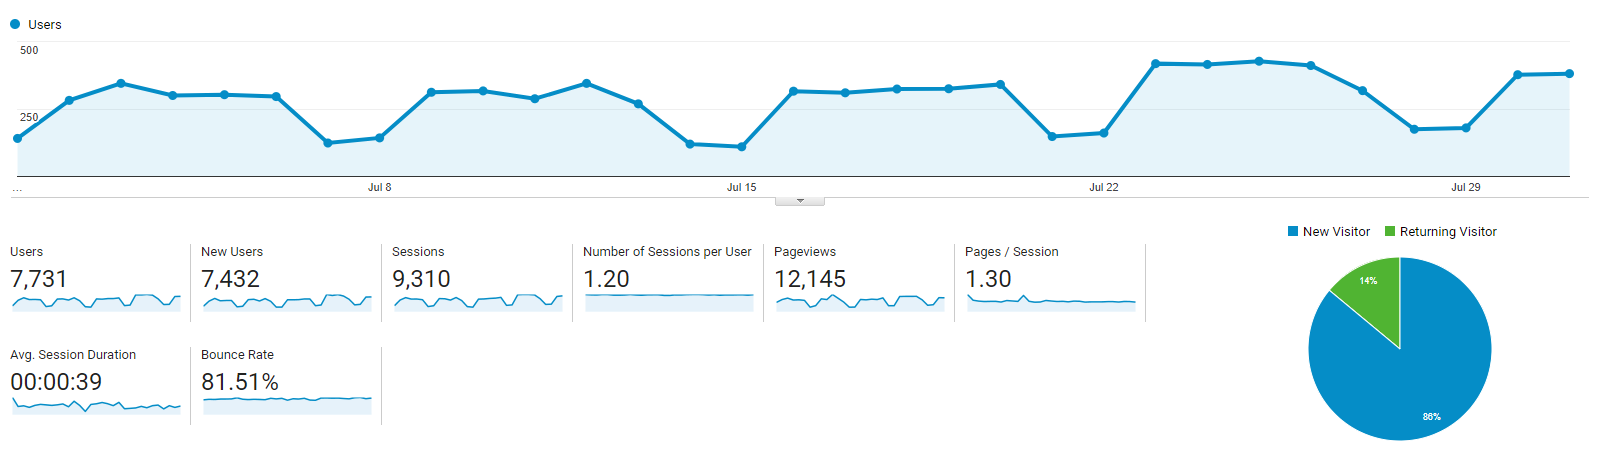 Users
500
250
...
Jul 8
Jul 15
Jul 22
Jul 29
New Visitor Returning Visitor
Users New Users Sessions Number of Sessions per User Pageviews Pages / Session
7,731 7,432 9,310 1.20 12,145 1.30
14%
Avg. Session Duration Bounce Rate
00:00:39 81.51%
86%